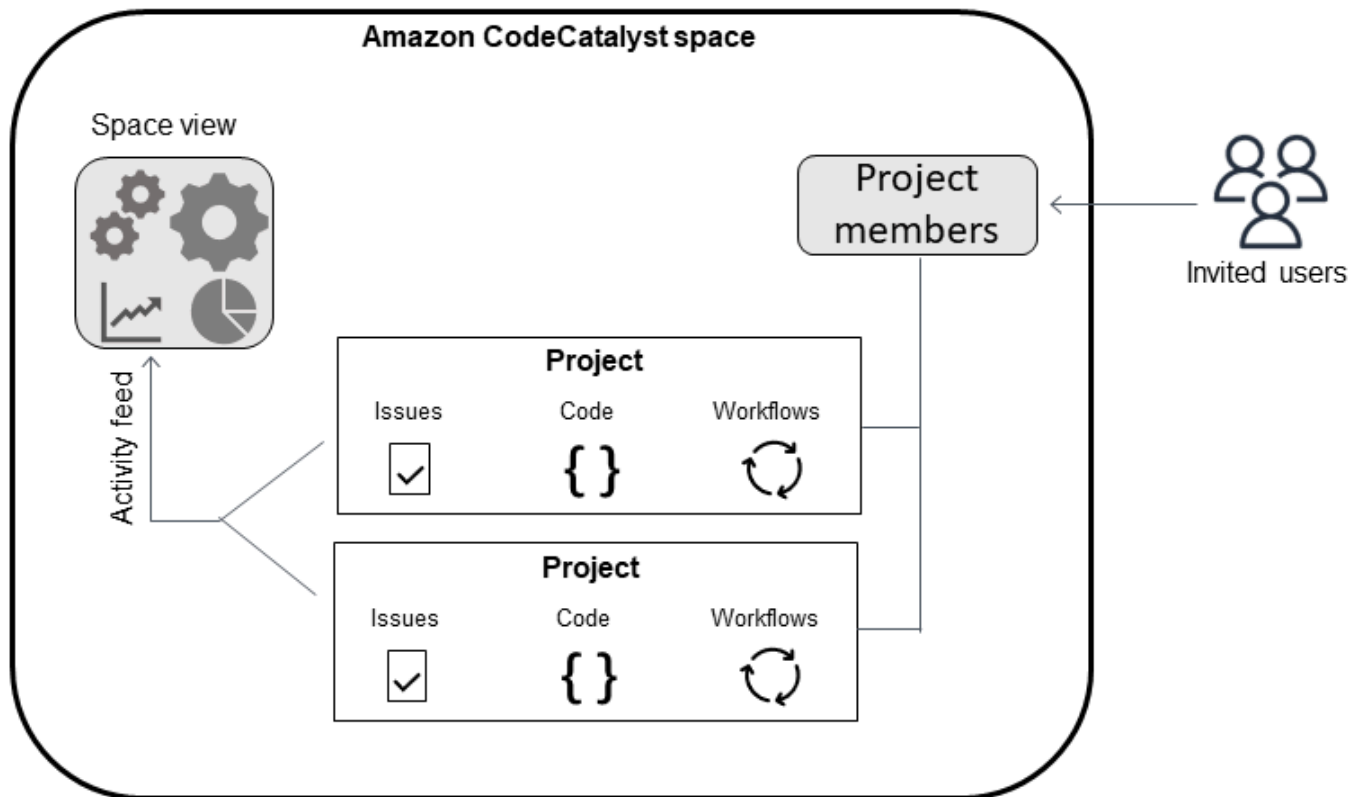 Amazon CodeCatalyst space
Space view
Project
members
Invited users
Activity feed
Project
Issues Code Workflows
{ }
Project
Issues Code Workflows
{ }